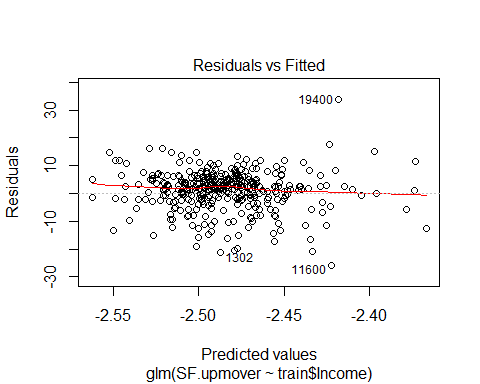 Residuals vs Fitted
Residuals
30
10
-10
-30
19400
1302
11600
-2.55
-2.50
-2.45
-2.40
Predicted values
glm(SF.upmover ~ train$Income)